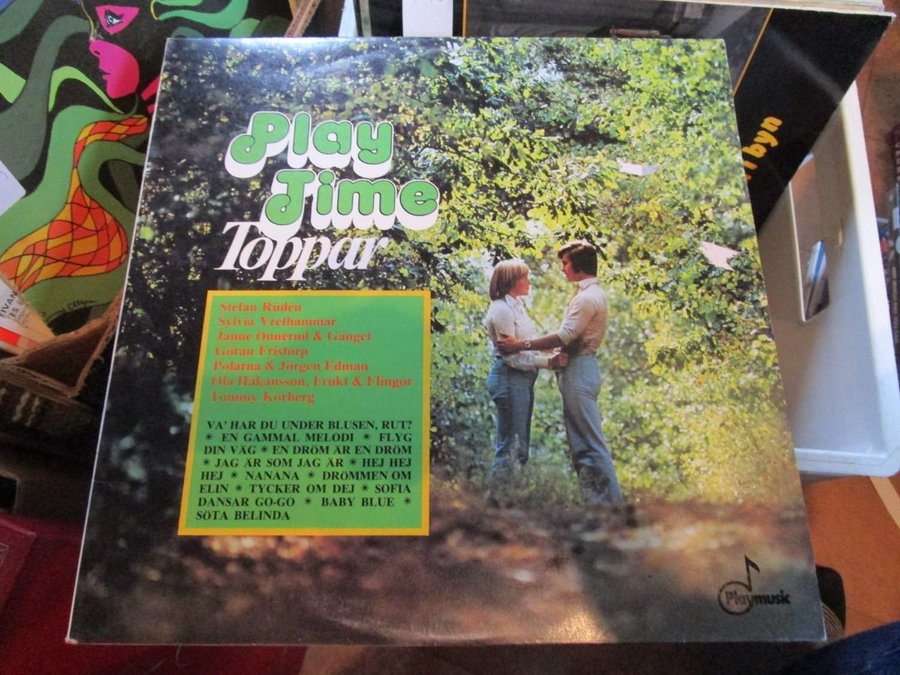 Play
Time
Toppar
Stefan Rüdén
Sylvia Vrethammar
Janne Önnerud & Gänget
Göran Fristorp
Polarna & Jörgen Edman
Ola Håkansson, Frukt & Flingor
Tommy Körberg
VA' HAR DU UNDER BLUSEN, RUT?
* EN GAMMAL MELODI * FLYG
DIN VÄG * EN DRÖM ÄR EN DRÖM
* JAG ÄR SOM JAG ÄR * HEJ HEJ
HEJ * NANANA * DRÖMMEN OM
ELIN * TYCKER OM DEJ * SOFIA
DANSAR GO-GO * BABY BLUE *
SÖTA BELINDA
Playmusic
byn